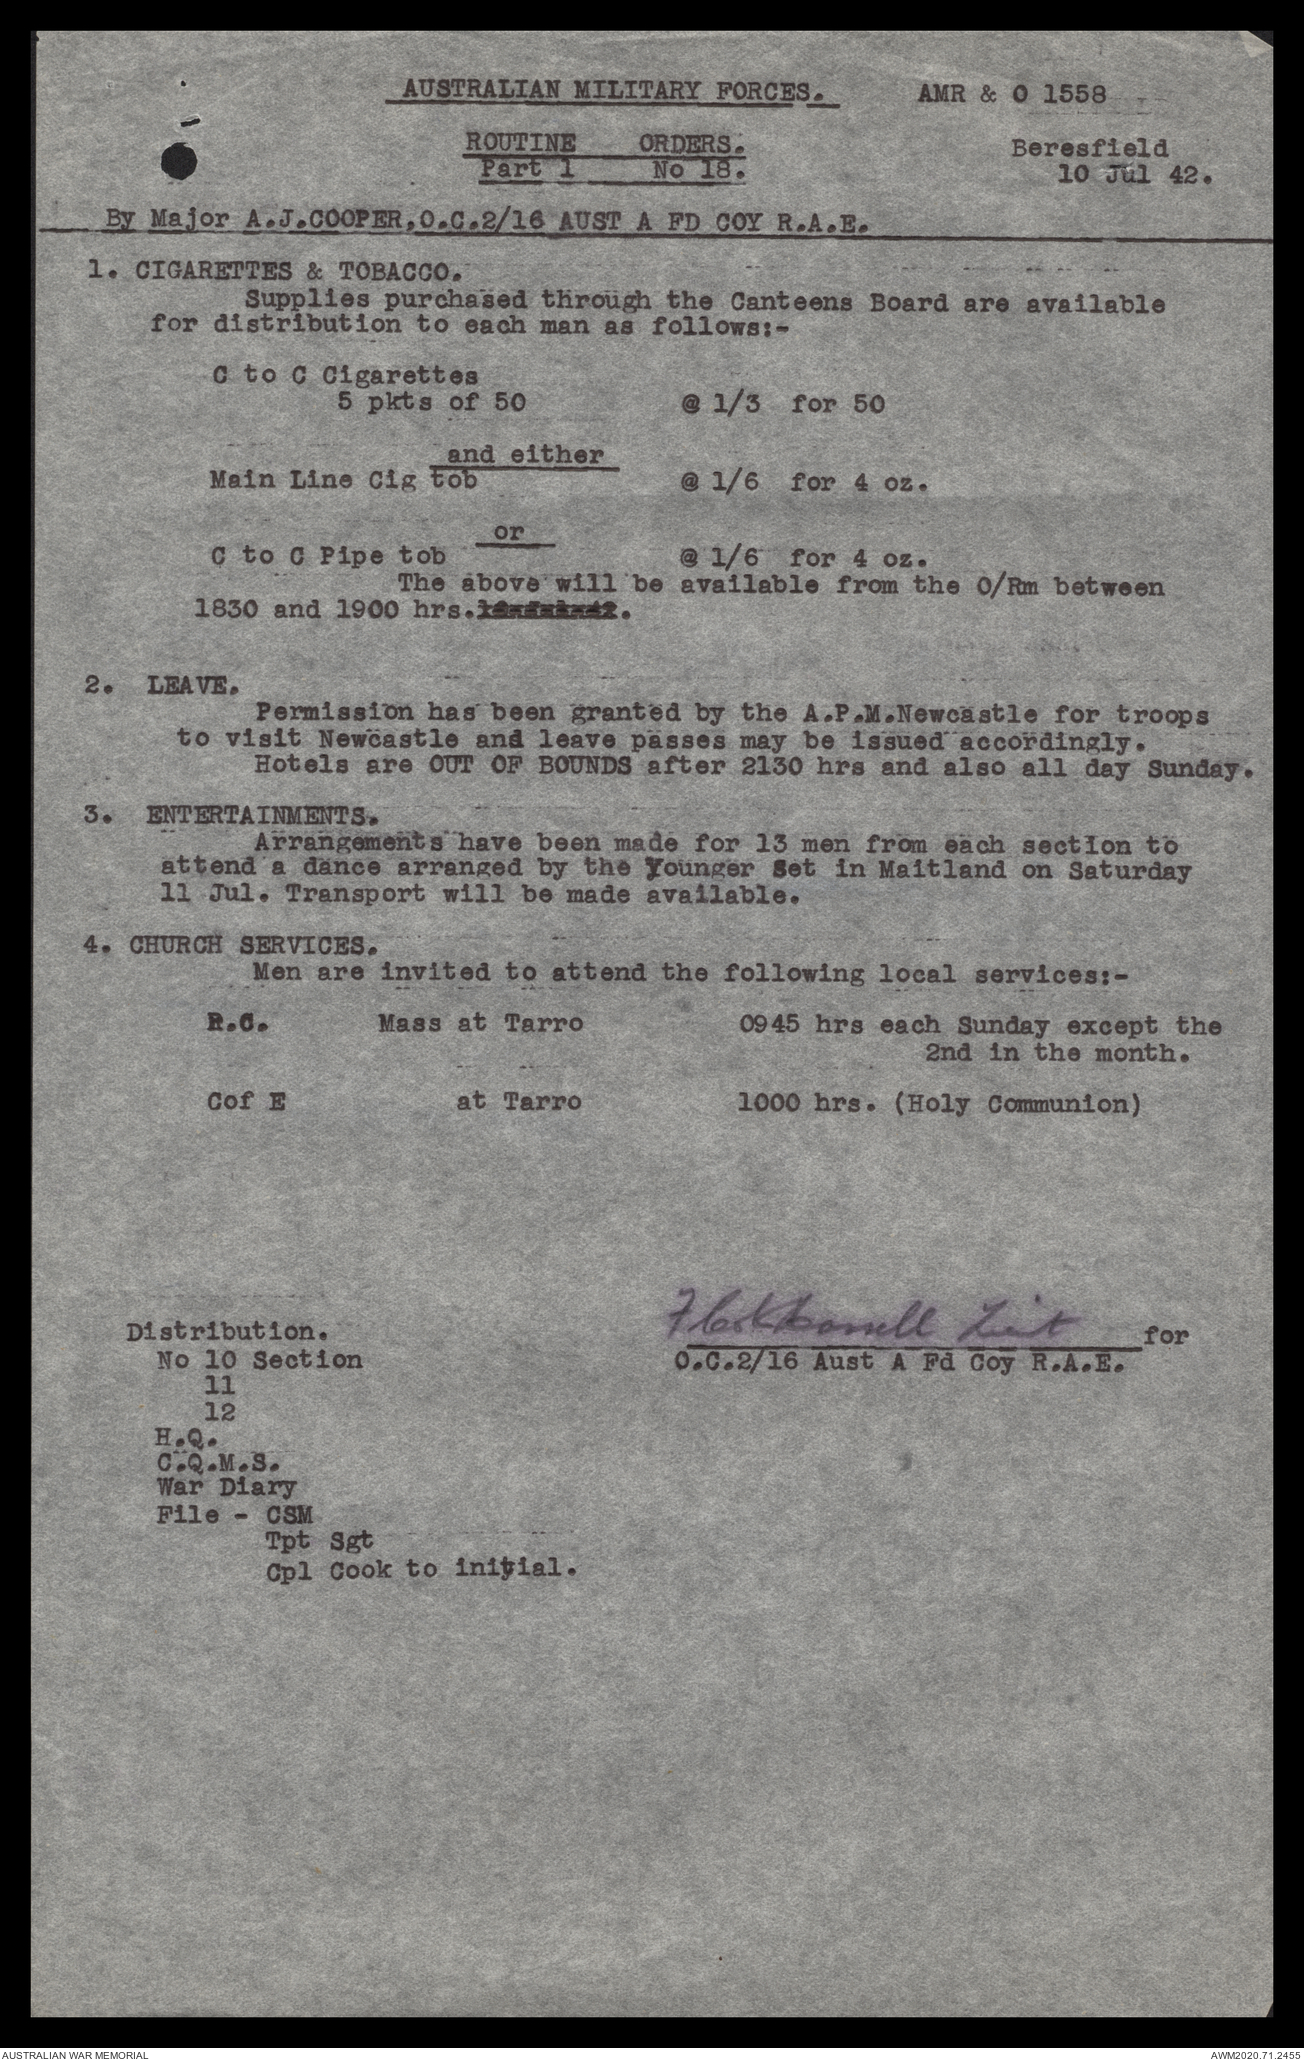 AUSTRALIAN MILITARY FORCES. AMR & O 1558
ROUTINE ORDERS. Beresfield
Part 1 No 18. 10 Jul 42.
By Major A.J.COOPER,O.C.2/16 AUST A FD COY R.A.E.
1. CIGARETTES & TOBACCO.
Supplies purchased through the Canteens Board are available
for distribution to each man as follows:-
C to C Cigarettes
5 pkts of 50 @ 1/3 for 50
and either
Main Line Cig tob @ 1/6 for 4 oz.
or
C to C Pipe tob @ 1/6 for 4 oz.
The above will be available from the O/Rm between
1830 and 1900 hrs.
2. LEAVE.
Permission has been granted by the A.P.M.Newcastle for troops
to visit Newcastle and leave passes may be issued accordingly.
Hotels are OUT OF BOUNDS after 2130 hrs and also all day Sunday.
3. ENTERTAINMENTS.
Arrangements have been made for 13 men from each section to
attend a dance arranged by the Younger Set in Maitland on Saturday
11 Jul. Transport will be made available.
4. CHURCH SERVICES.
Men are invited to attend the following local services:-
R.C. Mass at Tarro 0945 hrs each Sunday except the
2nd in the month.
Cof E at Tarro 1000 hrs. (Holy Communion)
Lieut for
O.C.2/16 Aust A Fd Coy R.A.E.
Distribution.
No 10 Section
11
12
H.Q.
C.Q.M.S.
War Diary
File - CSM
Tpt Sgt
Cpl Cook to initial.
AUSTRALIAN WAR MEMORIAL AWM2020.71.2455